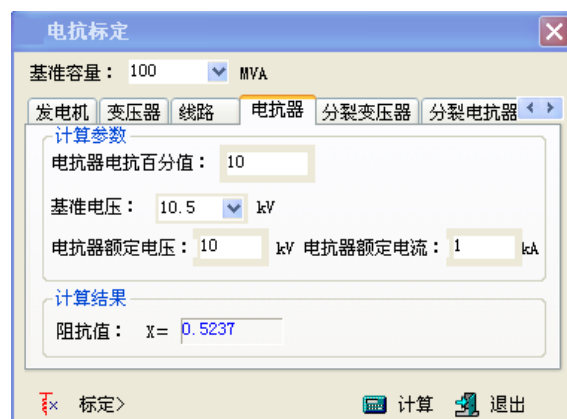 电抗标定
基准容量： 100 MVA
发电机 变压器 线路 电抗器 分裂变压器 分裂电抗器
计算参数
电抗器电抗百分值： 10
基准电压： 10.5 kV
电抗器额定电压： 10 kV 电抗器额定电流： 1 kA
计算结果
阻抗值： X= 0.5237
标定> 计算 退出